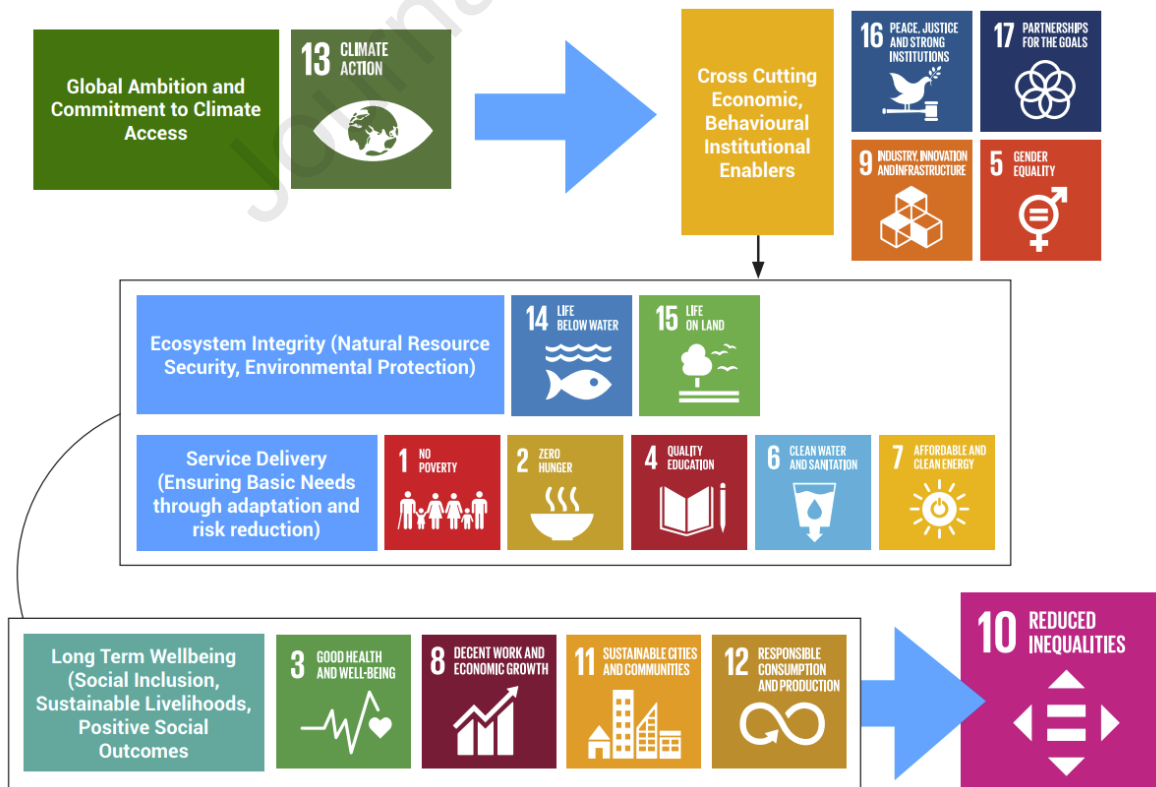 Journa
Global Ambition and
Commitment to Climate
Access
13 CLIMATE
ACTION
Cross Cutting
Economic,
Behavioural
Institutional
Enablers
16 PEACE, JUSTICE
AND STRONG
INSTITUTIONS
17 PARTNERSHIPS
FOR THE GOALS
9 INDUSTRY, INNOVATION
AND INFRASTRUCTURE
5 GENDER
EQUALITY
Ecosystem Integrity (Natural Resource
Security, Environmental Protection)
14 LIFE
BELOW WATER
15 LIFE
ON LAND
Service Delivery
(Ensuring Basic Needs
through adaptation and
risk reduction)
1 NO
POVERTY
2 ZERO
HUNGER
4 QUALITY
EDUCATION
6 CLEAN WATER
AND SANITATION
7 AFFORDABLE AND
CLEAN ENERGY
Long Term Wellbeing
(Social Inclusion,
Sustainable Livelihoods,
Positive Social
Outcomes
3 GOOD HEALTH
AND WELL-BEING
8 DECENT WORK AND
ECONOMIC GROWTH
11 SUSTAINABLE CITIES
AND COMMUNITIES
12 RESPONSIBLE
CONSUMPTION
AND PRODUCTION
10 REDUCED
INEQUALITIES